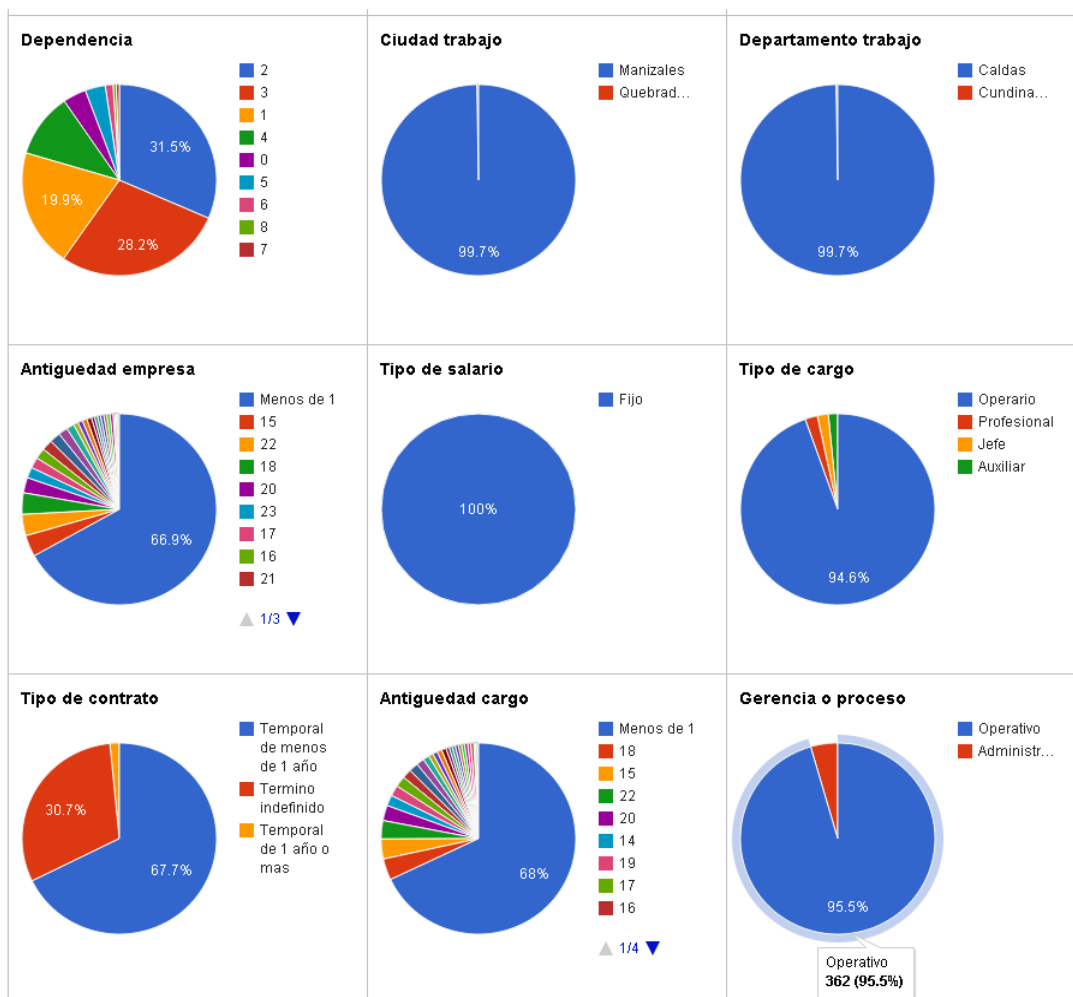 Dependencia
31.5%
28.2%
19.9%
2
3
1
4
0
5
6
8
7
Ciudad trabajo
99.7%
Manizales
Quebrad...
Departamento trabajo
99.7%
Caldas
Cundina...
Antiguedad empresa
66.9%
Menos de 1
15
22
18
20
23
17
16
21
1/3
Tipo de salario
100%
Fijo
Tipo de cargo
94.6%
Operario
Profesional
Jefe
Auxiliar
Tipo de contrato
30.7%
67.7%
Temporal
de menos
de 1 año
Termino
indefinido
Temporal
de 1 año o
mas
Antiguedad cargo
68%
Menos de 1
18
15
22
20
14
19
17
16
1/4
Gerencia o proceso
95.5%
Operativo
Administr...
Operativo
362 (95.5%)